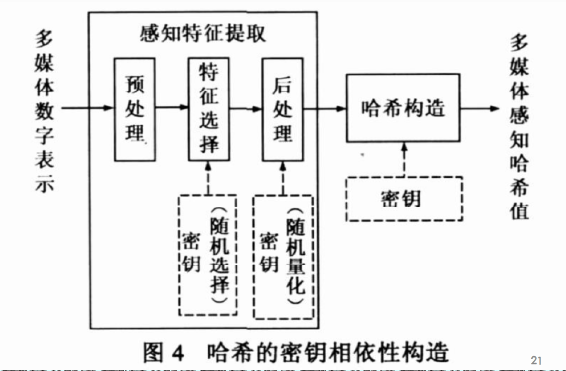 多媒体数字表示
感知特征提取
预处理
特征选择
后处理
哈希构造
多媒体感知哈希值
密钥
(随机选择)
密钥
(随机量化)
密钥
图 4 哈希的密钥相依性构造
21